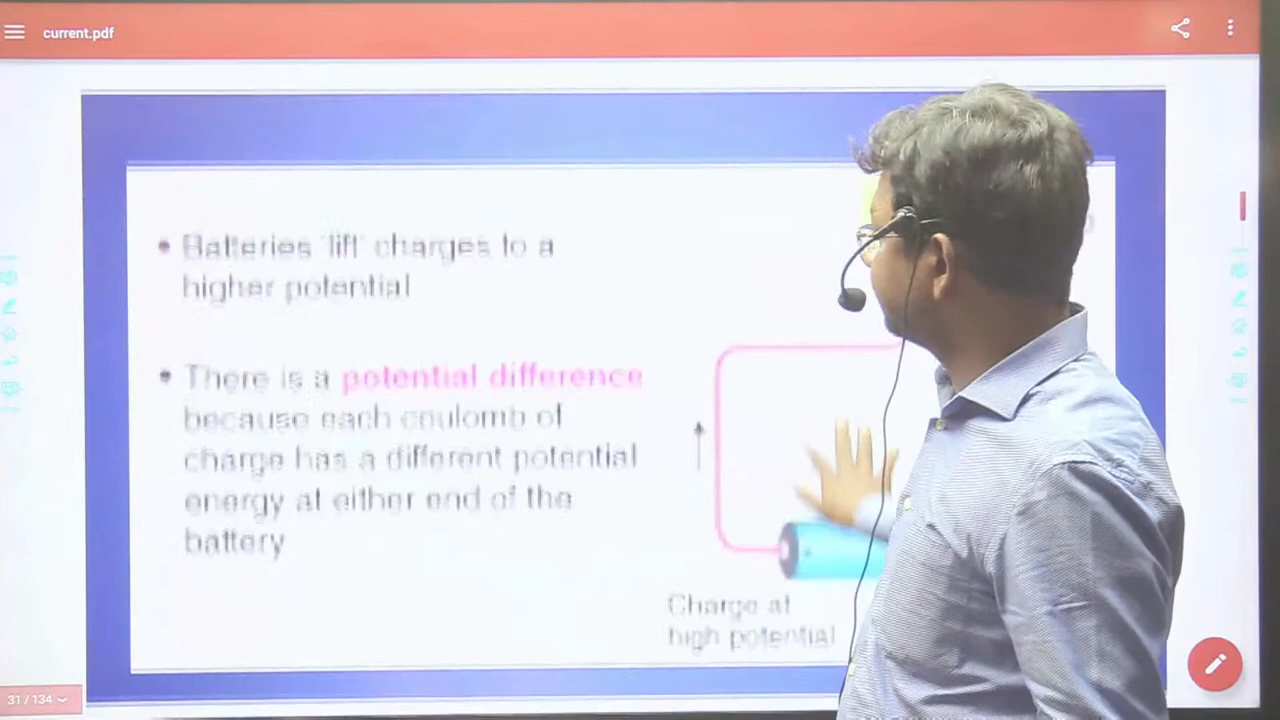 current.pdf
• Batteries 'lift' charges to a
higher potential
• There is a potential difference
because each coulomb of
charge has a different potential
energy at either end of the
battery
Charge at
high potential
31 / 134